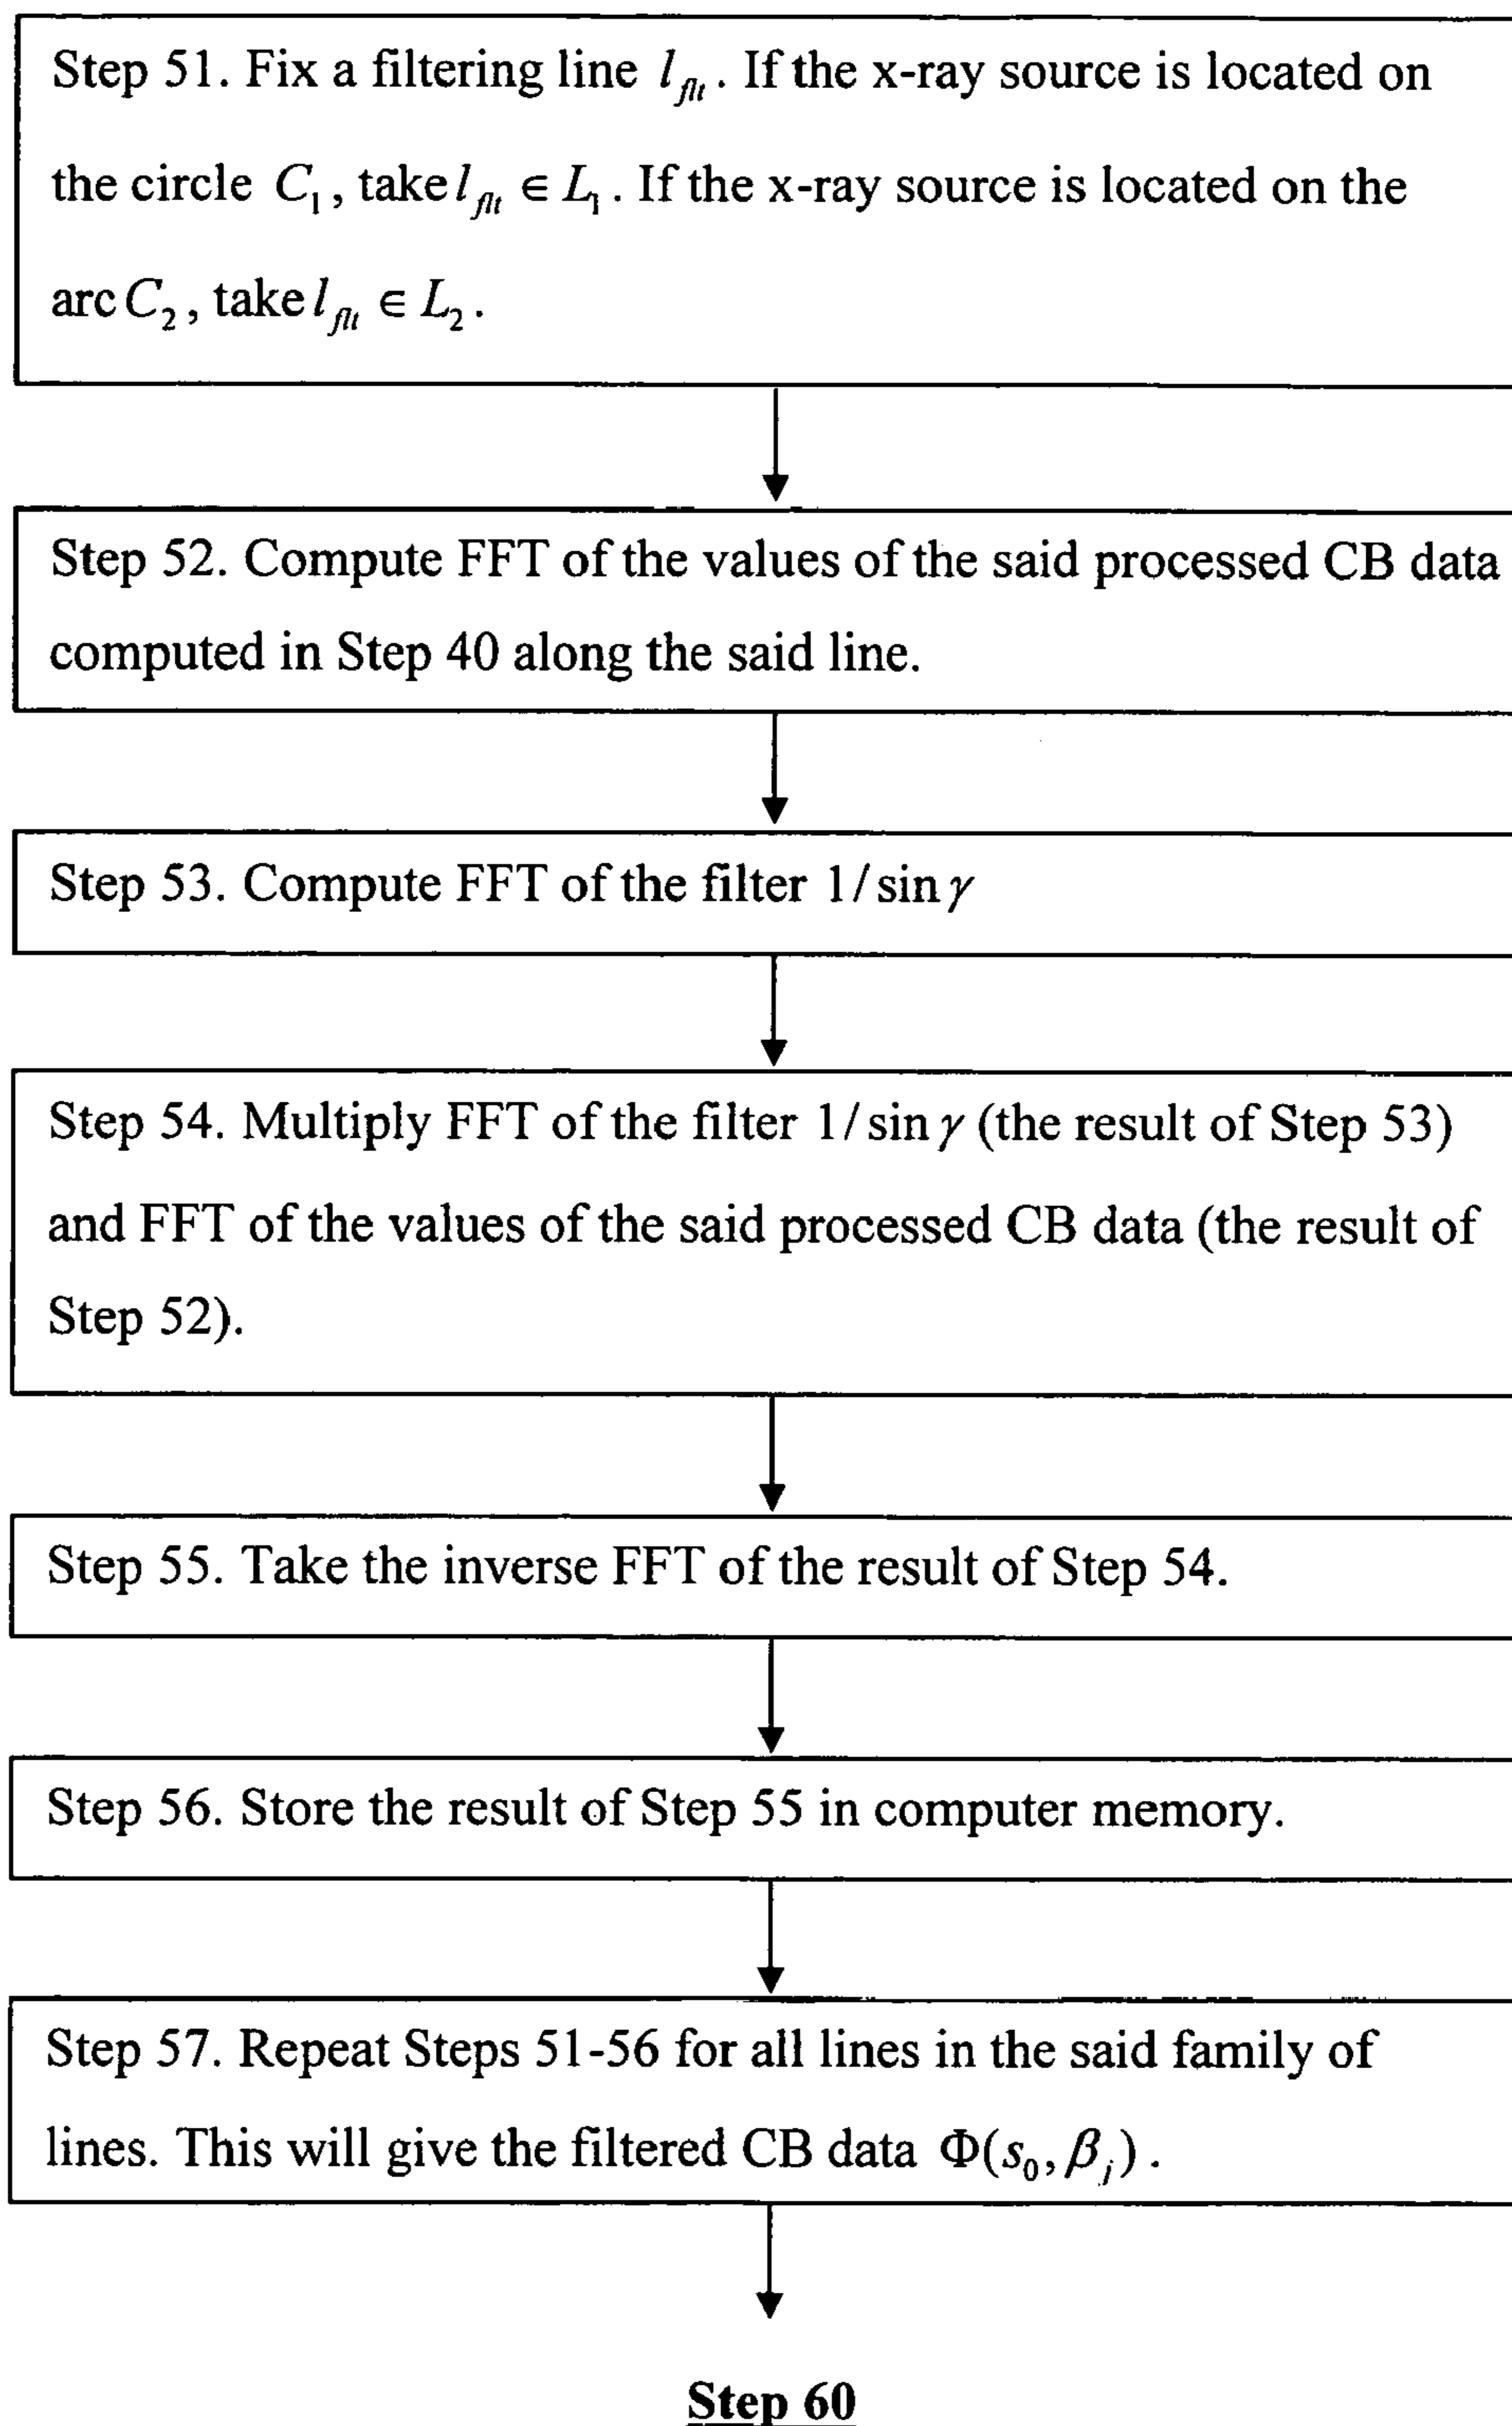 Step 51. Fix a filtering line l_flt. If the x-ray source is located on
the circle C₁, take l_flt ∈ L₁. If the x-ray source is located on the
arc C₂, take l_flt ∈ L₂.
Step 52. Compute FFT of the values of the said processed CB data
computed in Step 40 along the said line.
Step 53. Compute FFT of the filter 1/sin γ
Step 54. Multiply FFT of the filter 1/sin γ (the result of Step 53)
and FFT of the values of the said processed CB data (the result of
Step 52).
Step 55. Take the inverse FFT of the result of Step 54.
Step 56. Store the result of Step 55 in computer memory.
Step 57. Repeat Steps 51-56 for all lines in the said family of
lines. This will give the filtered CB data Φ(s₀, β_j).
Step 60